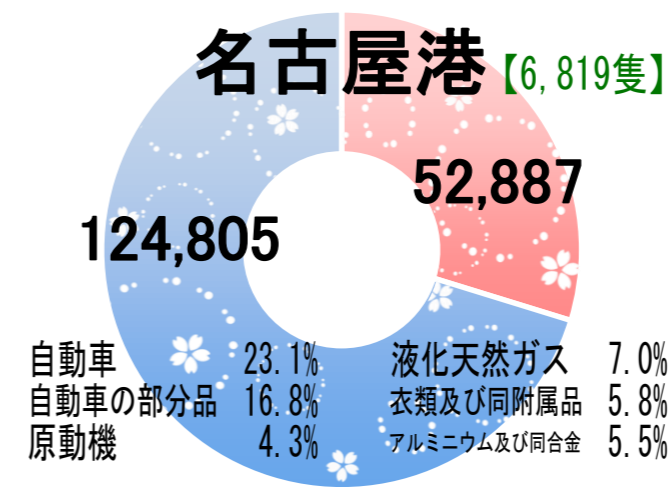 名古屋港【6,819隻】
52,887
124,805
自動車 23.1% 液化天然ガス 7.0%
自動車の部分品 16.8% 衣類及び同附属品 5.8%
原動機 4.3% アルミニウム及び同合金 5.5%